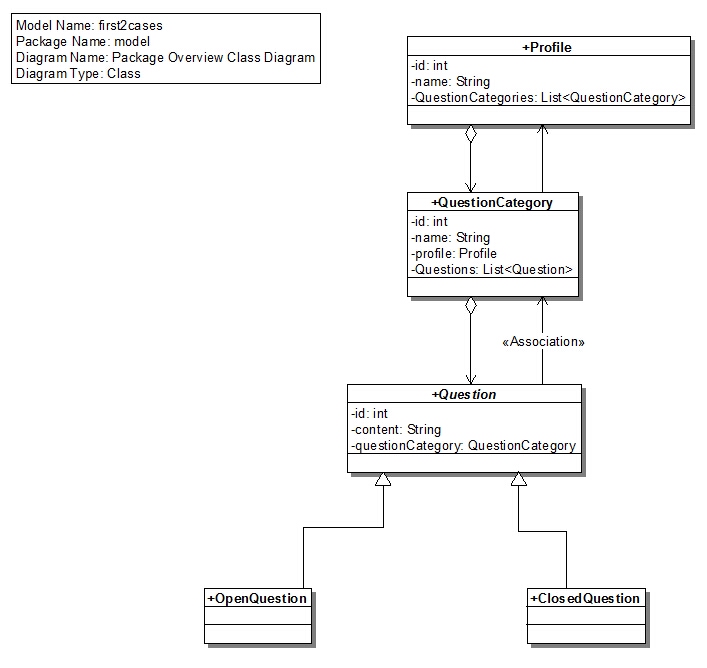 Model Name: first2cases
Package Name: model
Diagram Name: Package Overview Class Diagram
Diagram Type: Class
+Profile
-id: int
-name: String
-QuestionCategories: List<QuestionCategory>
+QuestionCategory
-id: int
-name: String
-profile: Profile
-Questions: List<Question>
«Association»
+Question
-id: int
-content: String
-questionCategory: QuestionCategory
+OpenQuestion
+ClosedQuestion